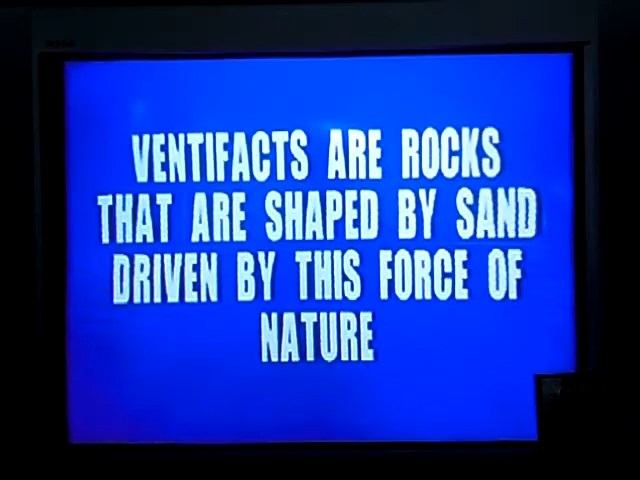 VENTIFACTS ARE ROCKS
THAT ARE SHAPED BY SAND
DRIVEN BY THIS FORCE OF
NATURE